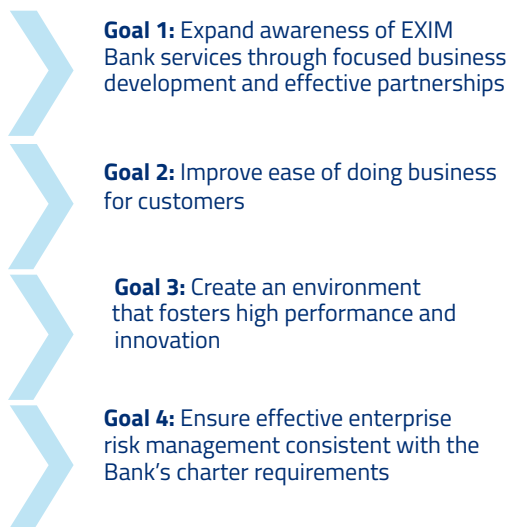 Goal 1: Expand awareness of EXIM
Bank services through focused business
development and effective partnerships
Goal 2: Improve ease of doing business
for customers
Goal 3: Create an environment
that fosters high performance and
innovation
Goal 4: Ensure effective enterprise
risk management consistent with the
Bank’s charter requirements